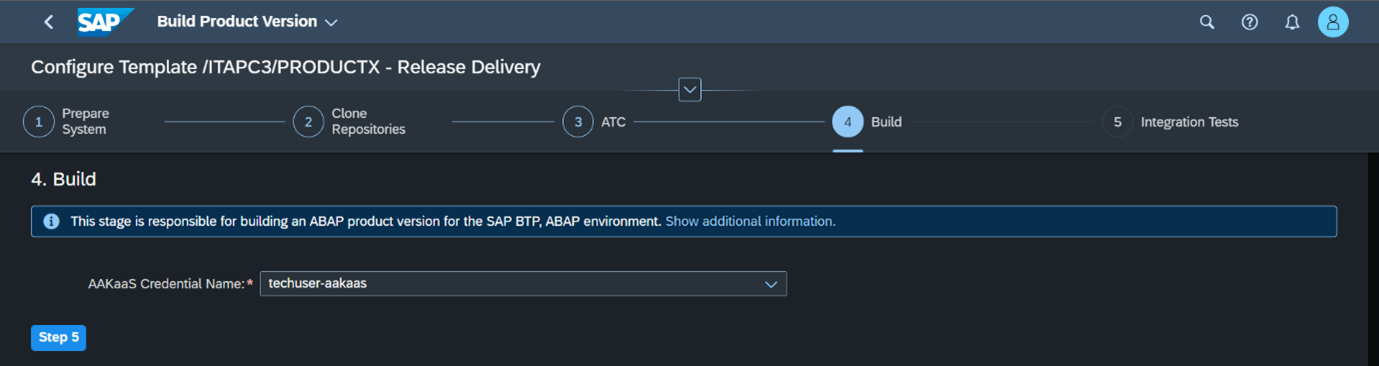 SAP Build Product Version
Configure Template /ITAPC3/PRODUCTX - Release Delivery
1 Prepare System
2 Clone Repositories
3 ATC
4 Build
5 Integration Tests
4. Build
This stage is responsible for building an ABAP product version for the SAP BTP, ABAP environment. Show additional information.
AAKaaS Credential Name:* techuser-aakaas
Step 5